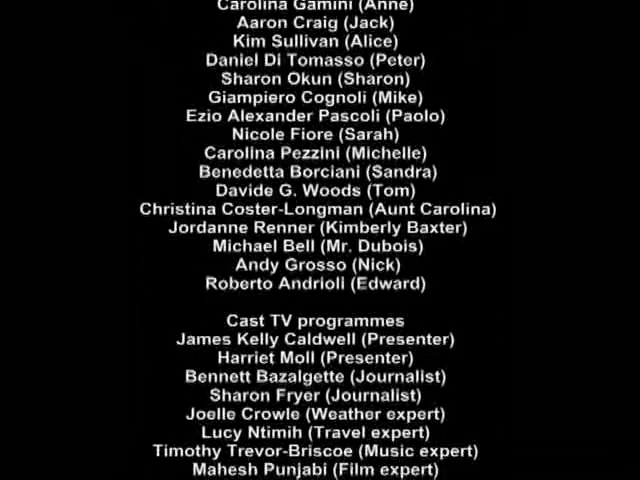 Carolina Gamini (Anne)
Aaron Craig (Jack)
Kim Sullivan (Alice)
Daniel Di Tomasso (Peter)
Sharon Okun (Sharon)
Giampiero Cognoli (Mike)
Ezio Alexander Pascoli (Paolo)
Nicole Fiore (Sarah)
Carolina Pezzini (Michelle)
Benedetta Borciani (Sandra)
Davide G. Woods (Tom)
Christina Coster-Longman (Aunt Carolina)
Jordanne Renner (Kimberly Baxter)
Michael Bell (Mr. Dubois)
Andy Grosso (Nick)
Roberto Andrioli (Edward)
Cast TV programmes
James Kelly Caldwell (Presenter)
Harriet Moll (Presenter)
Bennett Bazalgette (Journalist)
Sharon Fryer (Journalist)
Joelle Crowle (Weather expert)
Lucy Ntimih (Travel expert)
Timothy Trevor-Briscoe (Music expert)
Mahesh Punjabi (Film expert)